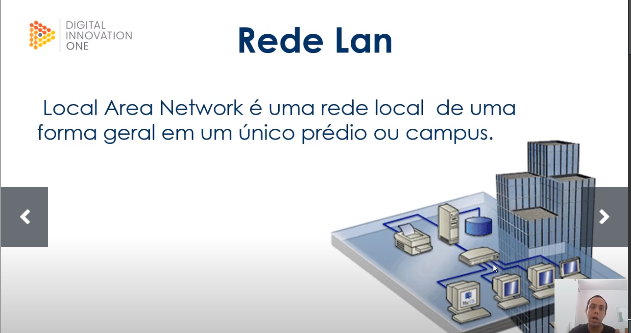 DIGITAL
INNOVATION
ONE
Rede Lan
Local Area Network é uma rede local de uma
forma geral em um único prédio ou campus.